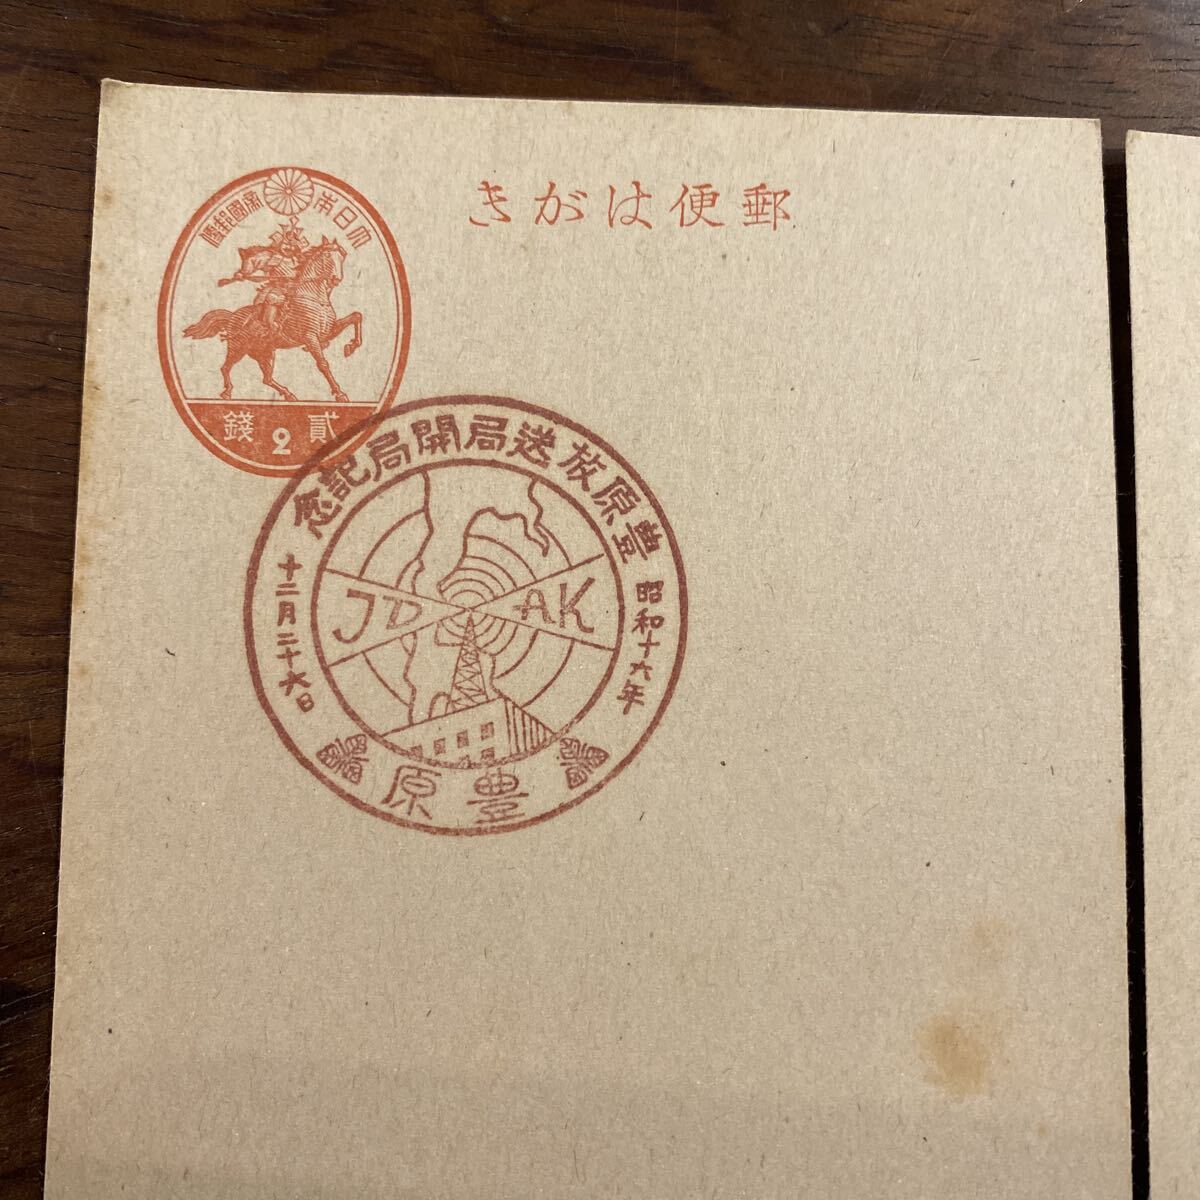 郵便はがき
大日本帝國郵便
貳2錢
豊原放送局開局記念
昭和十六年
十二月二十六日
JDAK
豊原